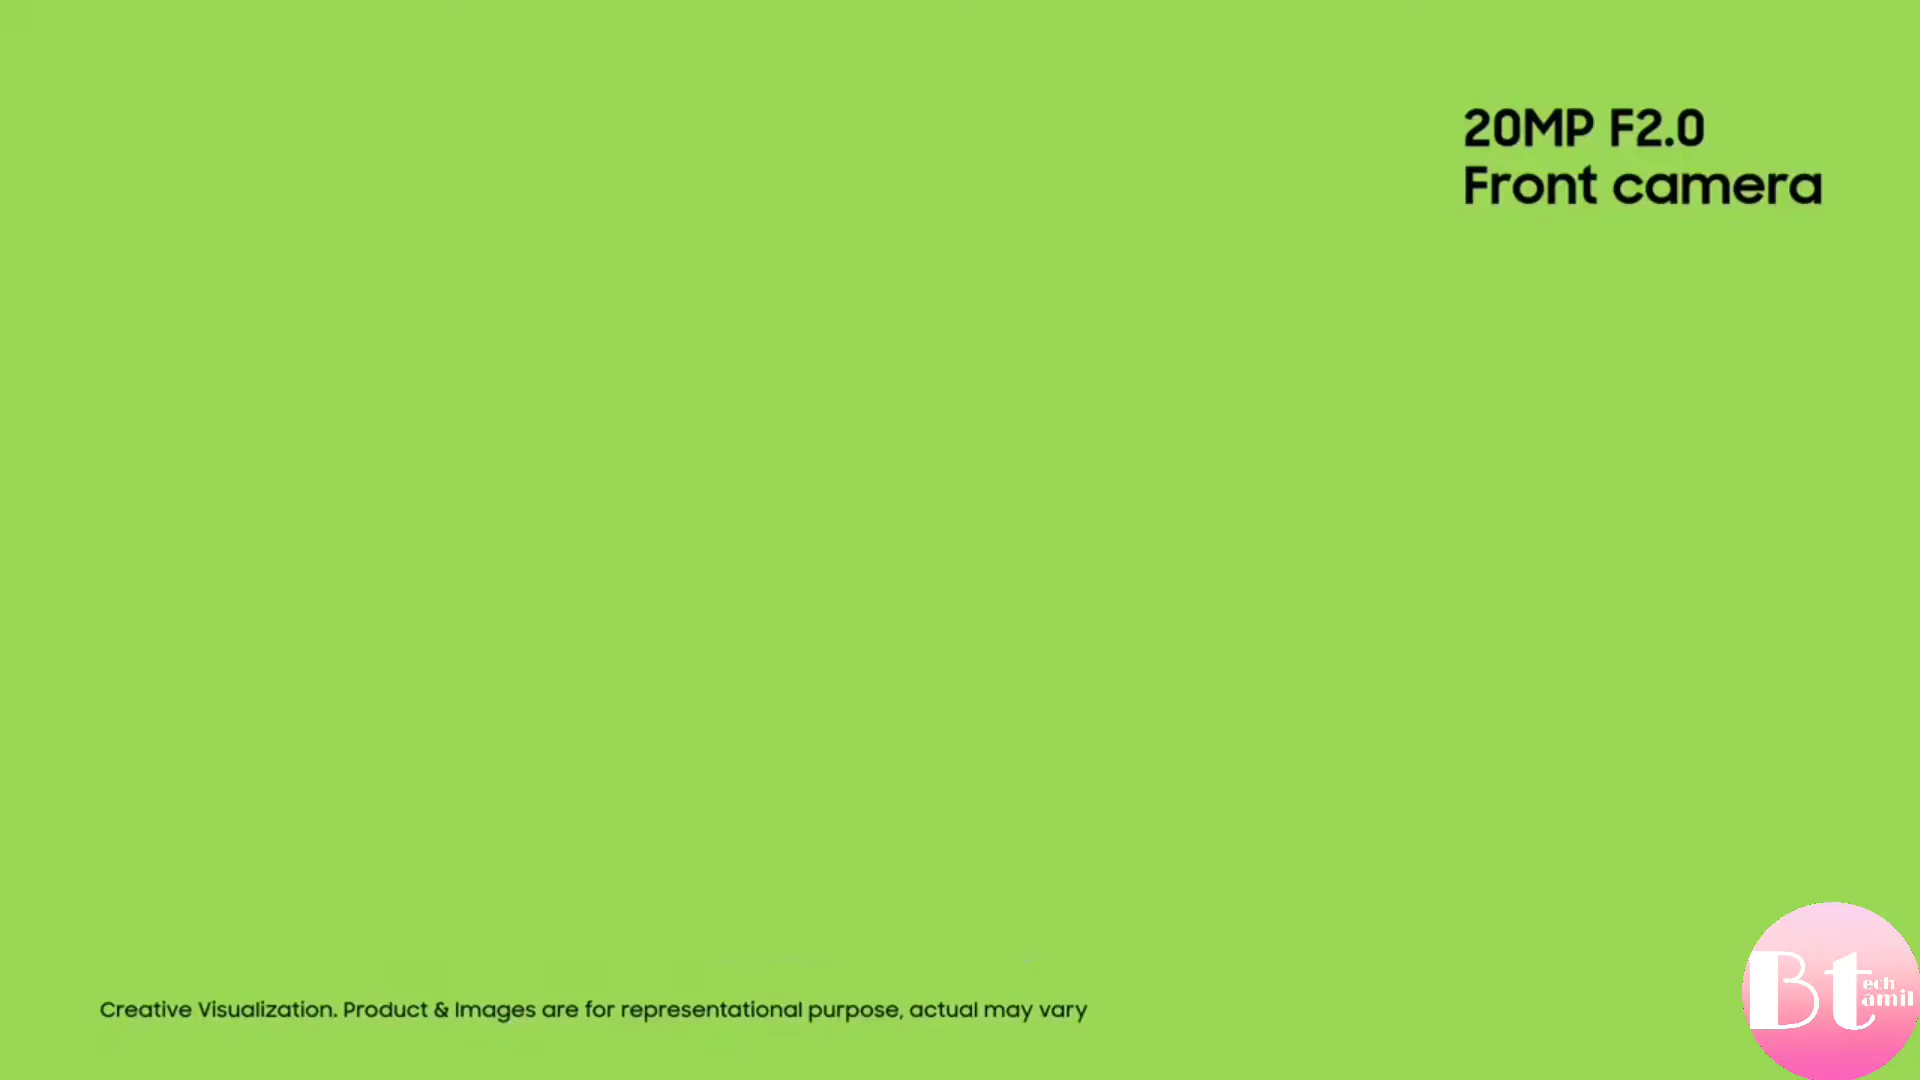 20MP F2.0
Front camera
Creative Visualization. Product & Images are for representational purpose, actual may vary
Bt
ech
amil